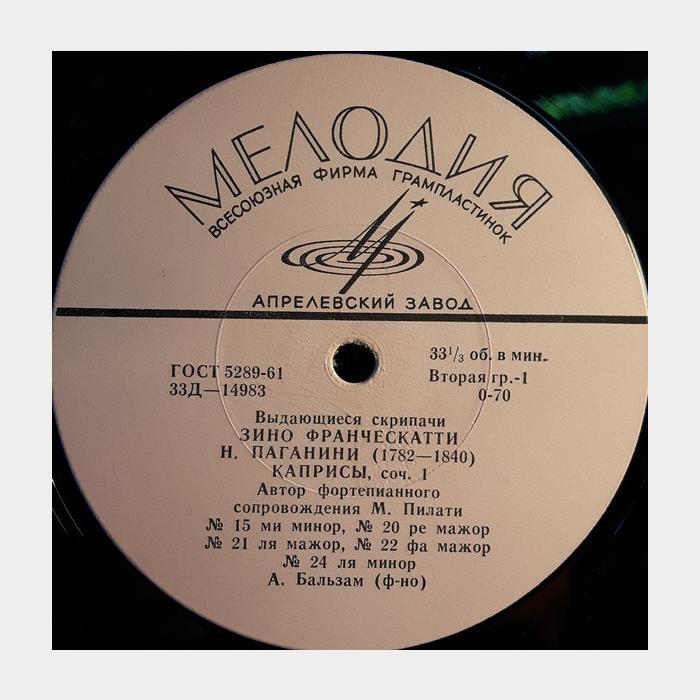 МЕЛОДИЯ
ВСЕСОЮЗНАЯ ФИРМА ГРАМПЛАСТИНОК
АПРЕЛЕВСКИЙ ЗАВОД
ГОСТ 5289-61
33Д—14983
33 1/3 об. в мин.
Вторая гр.-1
0-70
Выдающиеся скрипачи
ЗИНО ФРАНЧЕСКАТТИ
Н. ПАГАНИНИ (1782—1840)
КАПРИСЫ, соч. 1
Автор фортепианного
сопровождения М. Пилати
№ 15 ми минор, № 20 ре мажор
№ 21 ля мажор, № 22 фа мажор
№ 24 ля минор
А. Бальзам (ф-но)